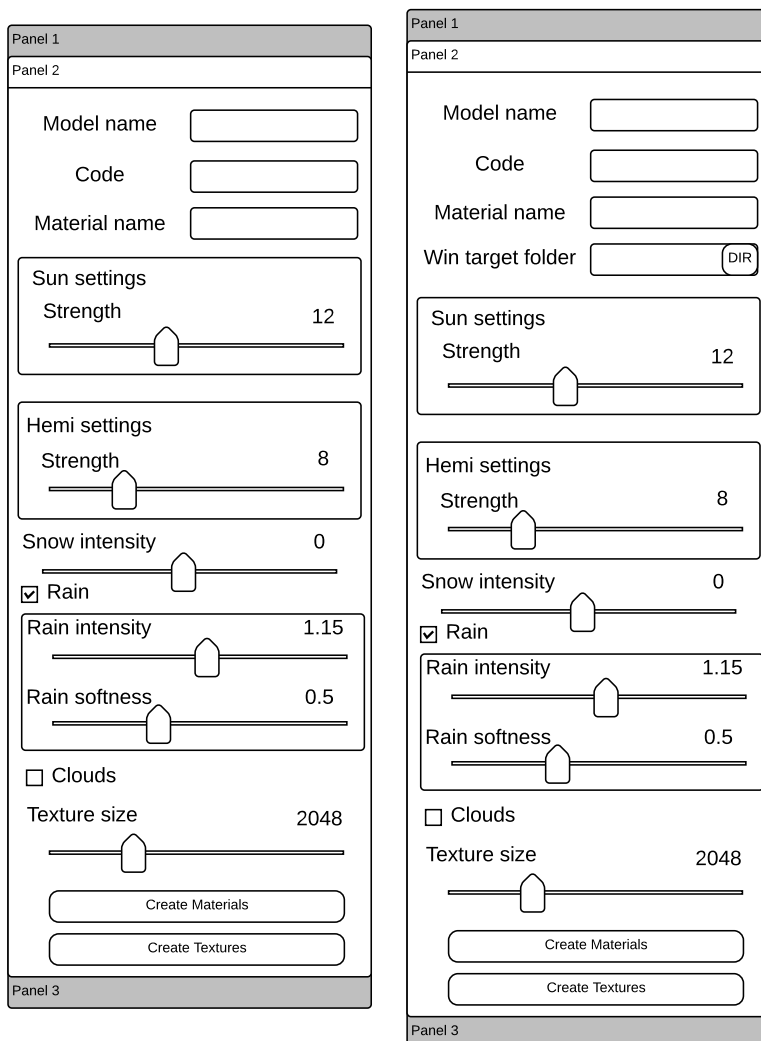 Panel 1
Panel 2
Model name
Code
Material name
Sun settings
Strength
12
Hemi settings
Strength
8
Snow intensity
0
Rain
Rain intensity
1.15
Rain softness
0.5
Clouds
Texture size
2048
Create Materials
Create Textures
Panel 3
Panel 1
Panel 2
Model name
Code
Material name
Win target folder
DIR
Sun settings
Strength
12
Hemi settings
Strength
8
Snow intensity
0
Rain
Rain intensity
1.15
Rain softness
0.5
Clouds
Texture size
2048
Create Materials
Create Textures
Panel 3